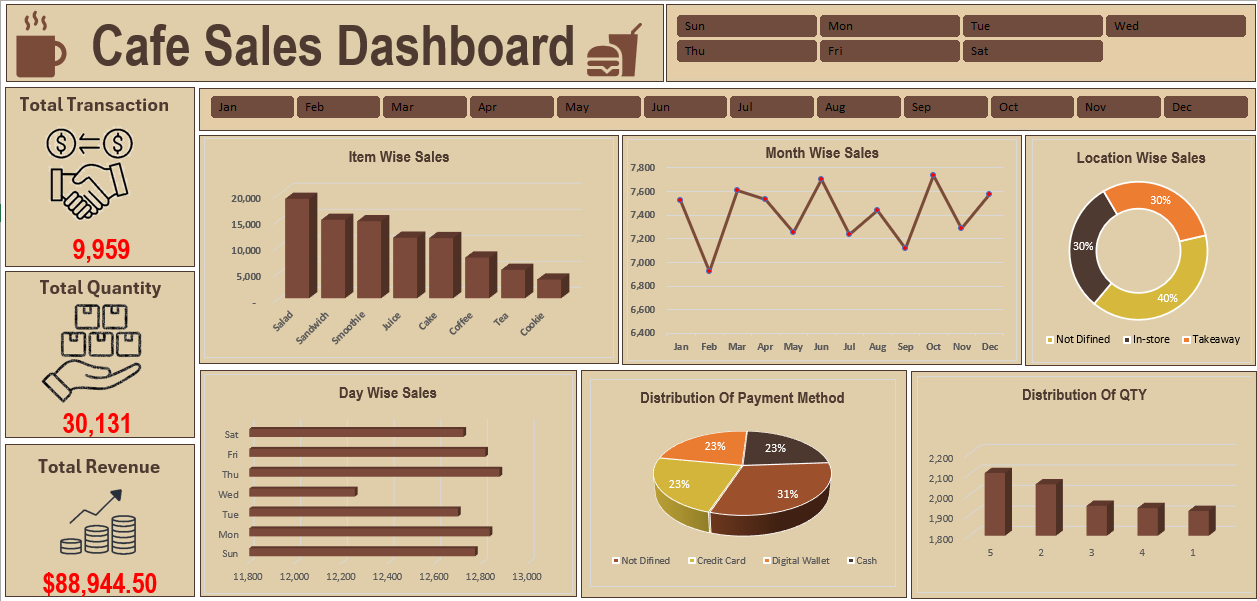 Cafe Sales Dashboard
Sun Mon Tue Wed
Thu Fri Sat
Jan Feb Mar Apr May Jun Jul Aug Sep Oct Nov Dec
Total Transaction
$ $
9,959
Total Quantity
30,131
Total Revenue
$88,944.50
Item Wise Sales
20,000
15,000
10,000
5,000
-
Salad Sandwich Smoothie Juice Cake Coffee Tea Cookie
Month Wise Sales
7,800
7,600
7,400
7,200
7,000
6,800
6,600
6,400
Jan Feb Mar Apr May Jun Jul Aug Sep Oct Nov Dec
Location Wise Sales
30%
30%
40%
Not Difined In-store Takeaway
Day Wise Sales
Sat
Fri
Thu
Wed
Tue
Mon
Sun
11,800 12,000 12,200 12,400 12,600 12,800 13,000
Distribution Of Payment Method
23% 23%
23%
31%
Not Difined Credit Card Digital Wallet Cash
Distribution Of QTY
2,200
2,100
2,000
1,900
1,800
5 2 3 4 1